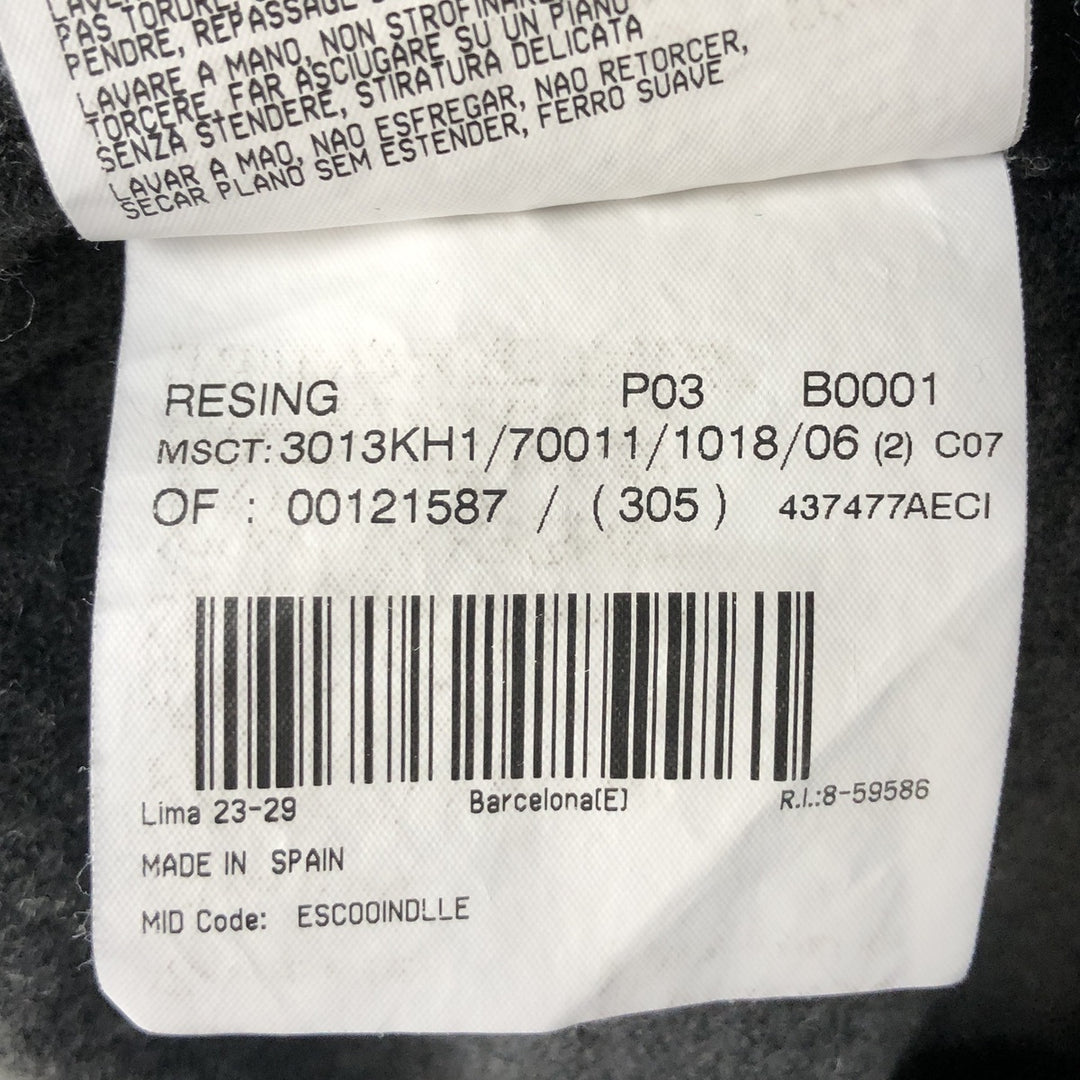 PAS TORDRE,
PENDRE, REPASSAGE
LAVARE A MANO, NON STROFINARE
TORCERE, FAR ASCIUGARE SU UN PIANO
SENZA STENDERE, STIRATURA DELICATA
LAVAR A MAO, NAO ESFREGAR, NAO RETORCER,
SECAR PLANO SEM ESTENDER, FERRO SUAVE
RESING P03 B0001
MSCT: 3013KH1/70011/1018/06 (2) C07
OF : 00121587 / ( 305 ) 437477AECI
Lima 23-29 Barcelona(E) R.I.:8-59586
MADE IN SPAIN
MID Code: ESCOOINDLLE